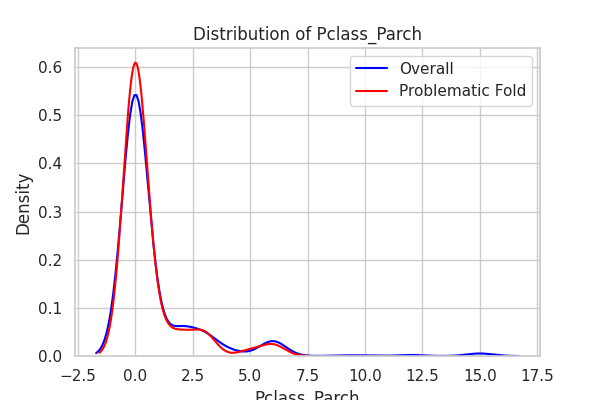 Distribution of Pclass_Parch
Overall
Problematic Fold
Density
0.6
0.5
0.4
0.3
0.2
0.1
0.0
−2.5 0.0 2.5 5.0 7.5 10.0 12.5 15.0 17.5
Pclass_Parch